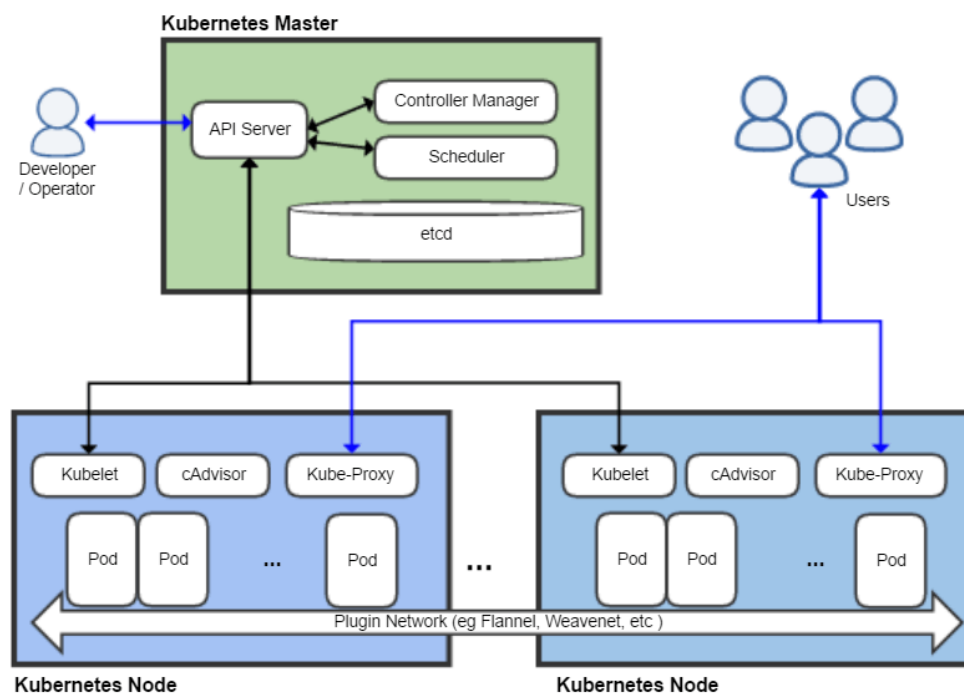 Kubernetes Master
API Server
Controller Manager
Scheduler
etcd
Developer
/ Operator
Users
Kubelet
cAdvisor
Kube-Proxy
Pod
Pod
...
Pod
...
Kubelet
cAdvisor
Kube-Proxy
Pod
Pod
...
Pod
Plugin Network (eg Flannel, Weavenet, etc )
Kubernetes Node
Kubernetes Node